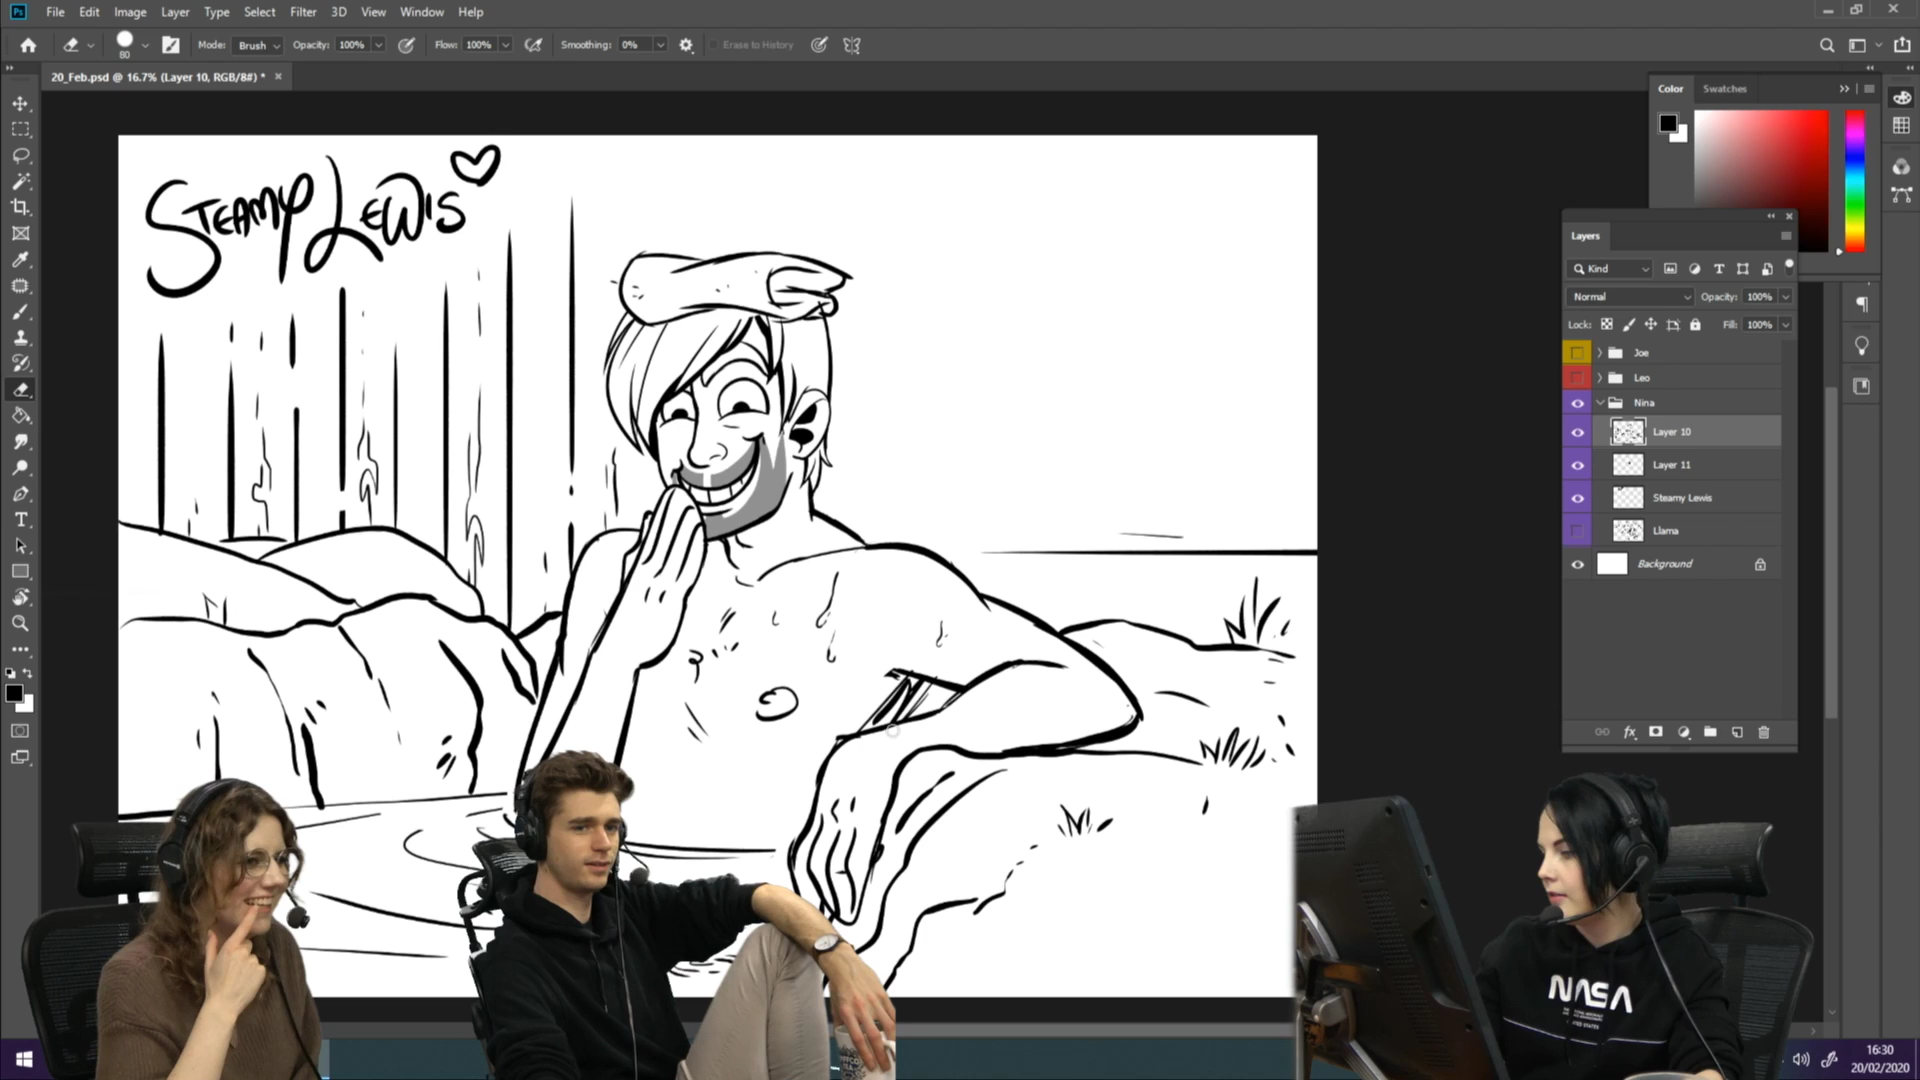 Ps File Edit Image Layer Type Select Filter 3D View Window Help
80 Mode: Brush Opacity: 100% Flow: 100% Smoothing: 0% Erase to History
20_Feb.psd @ 16.7% (Layer 10, RGB/8#) *
Color Swatches
STEAMY LEWIS
Layers
Kind
Normal Opacity: 100%
Lock: Fill: 100%
Joe
Leo
Nina
Layer 10
Layer 11
Steamy Lewis
Llama
Background
fx
NASA
16:30
20/02/2020